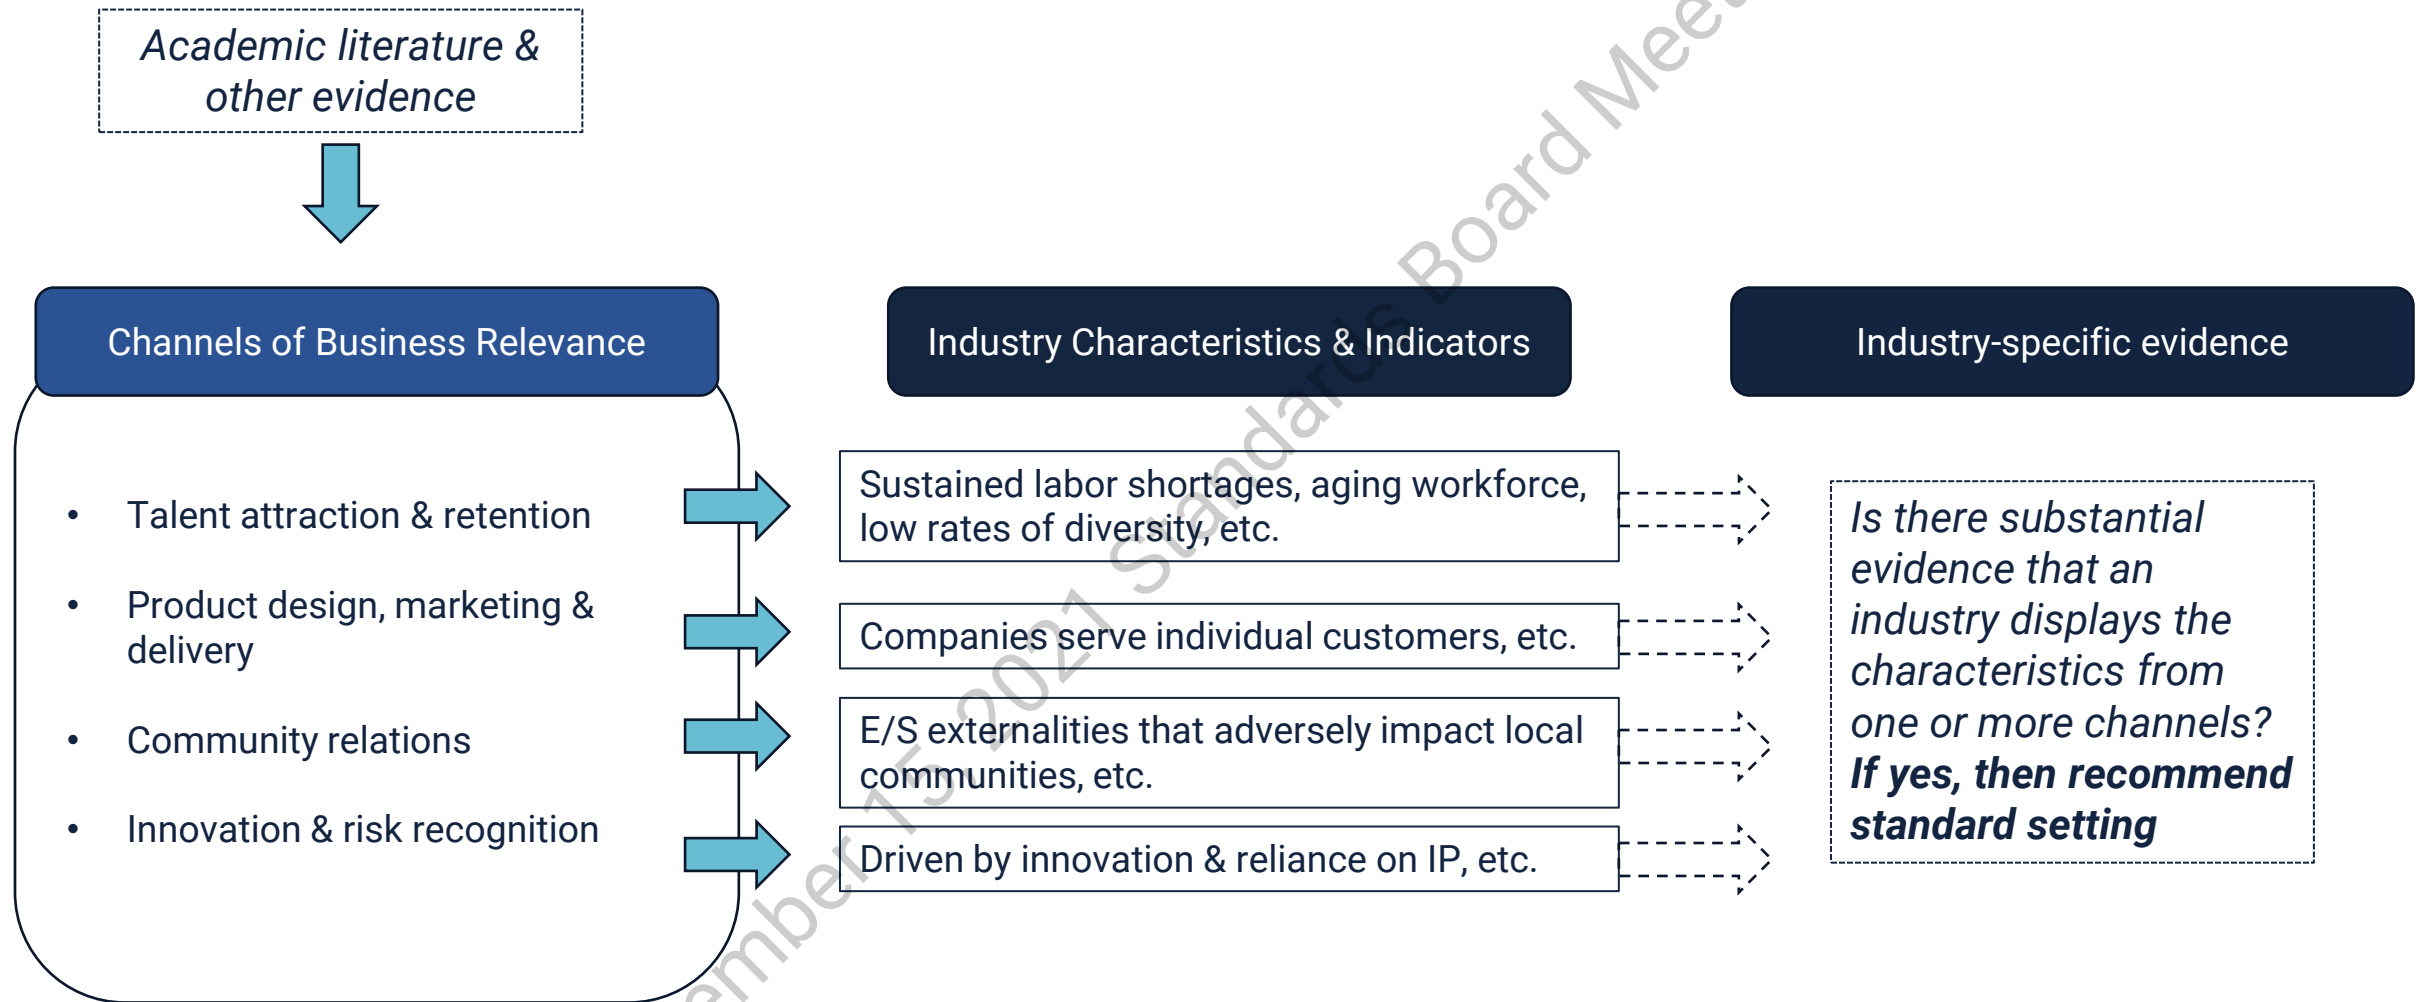 Academic literature &
other evidence
Channels of Business Relevance
• Talent attraction & retention
• Product design, marketing &
delivery
• Community relations
• Innovation & risk recognition
Industry Characteristics & Indicators
Sustained labor shortages, aging workforce,
low rates of diversity, etc.
Companies serve individual customers, etc.
E/S externalities that adversely impact local
communities, etc.
Driven by innovation & reliance on IP, etc.
Industry-specific evidence
Is there substantial
evidence that an
industry displays the
characteristics from
one or more channels?
If yes, then recommend
standard setting
15, 2021 Standards Board